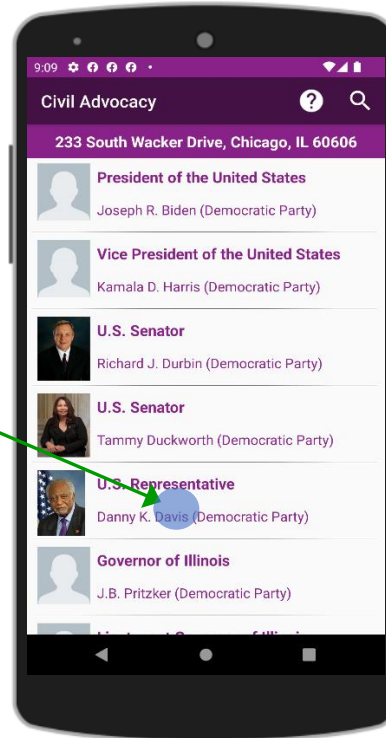 9:09
Civil Advocacy
?
233 South Wacker Drive, Chicago, IL 60606
President of the United States
Joseph R. Biden (Democratic Party)
Vice President of the United States
Kamala D. Harris (Democratic Party)
U.S. Senator
Richard J. Durbin (Democratic Party)
U.S. Senator
Tammy Duckworth (Democratic Party)
U.S. Representative
Danny K. Davis (Democratic Party)
Governor of Illinois
J.B. Pritzker (Democratic Party)